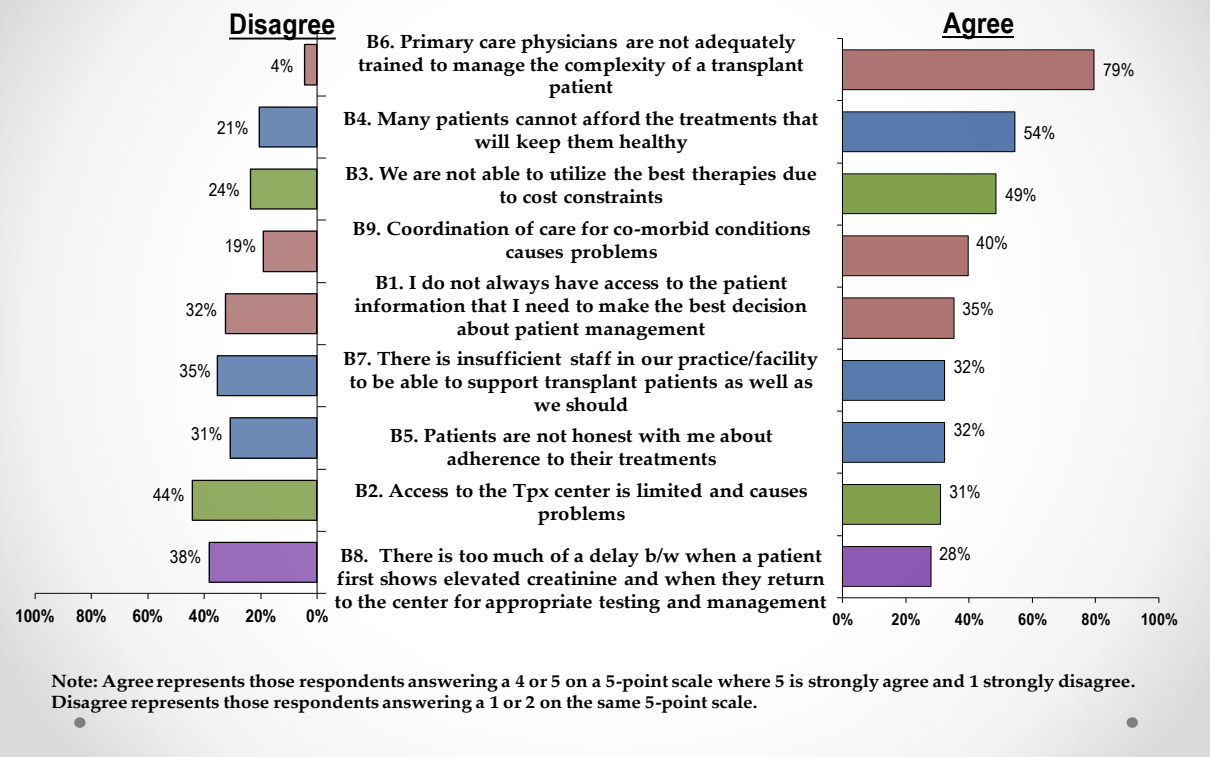 Disagree
Agree
B6. Primary care physicians are not adequately
trained to manage the complexity of a transplant
patient
4%
79%
B4. Many patients cannot afford the treatments that
will keep them healthy
21%
54%
B3. We are not able to utilize the best therapies due
to cost constraints
24%
49%
B9. Coordination of care for co-morbid conditions
causes problems
19%
40%
B1. I do not always have access to the patient
information that I need to make the best decision
about patient management
32%
35%
B7. There is insufficient staff in our practice/facility
to be able to support transplant patients as well as
we should
35%
32%
B5. Patients are not honest with me about
adherence to their treatments
31%
32%
B2. Access to the Tpx center is limited and causes
problems
44%
31%
B8. There is too much of a delay b/w when a patient
first shows elevated creatinine and when they return
to the center for appropriate testing and management
38%
28%
100% 80% 60% 40% 20% 0%
0% 20% 40% 60% 80% 100%
Note: Agree represents those respondents answering a 4 or 5 on a 5-point scale where 5 is strongly agree and 1 strongly disagree.
Disagree represents those respondents answering a 1 or 2 on the same 5-point scale.